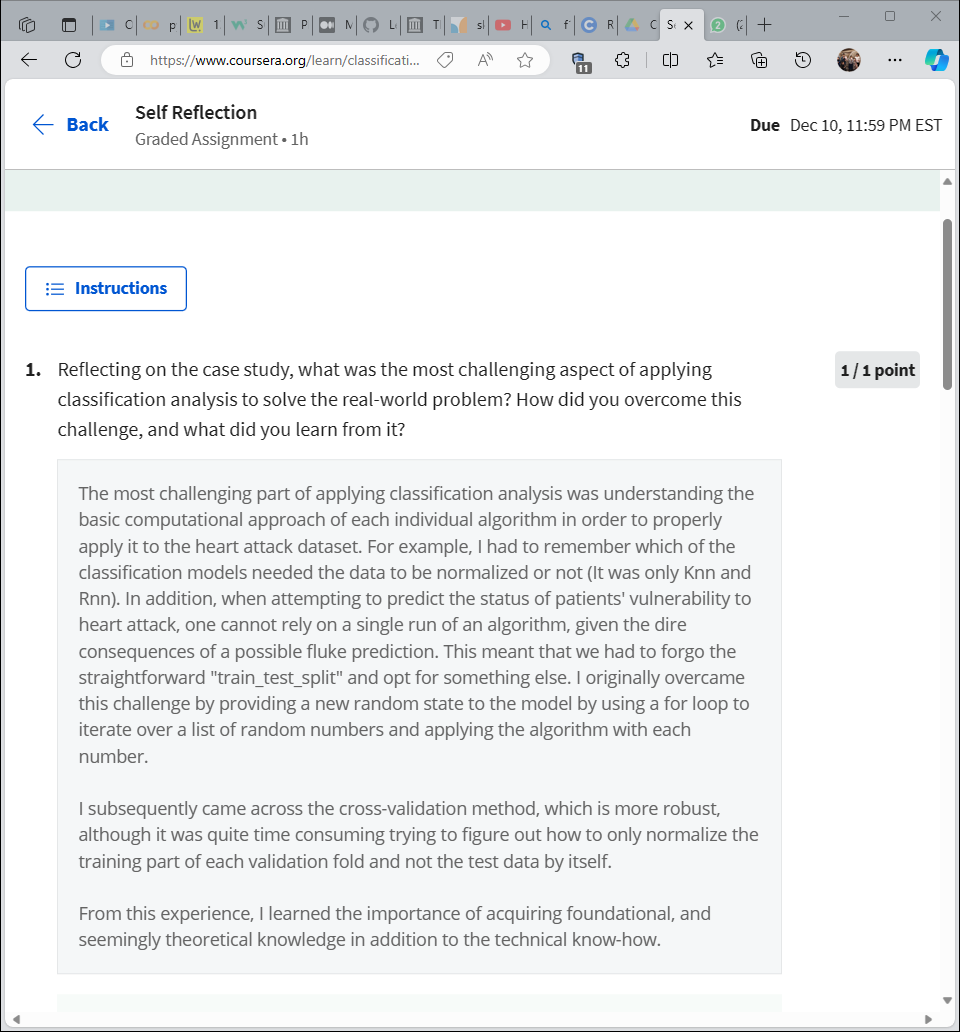 C p 1 S P M L T sl H f R C S (2
https://www.coursera.org/learn/classificati...
11
Back
Self Reflection
Graded Assignment • 1h
Due Dec 10, 11:59 PM EST
Instructions
1. Reflecting on the case study, what was the most challenging aspect of applying
classification analysis to solve the real-world problem? How did you overcome this
challenge, and what did you learn from it?
1 / 1 point
The most challenging part of applying classification analysis was understanding the
basic computational approach of each individual algorithm in order to properly
apply it to the heart attack dataset. For example, I had to remember which of the
classification models needed the data to be normalized or not (It was only Knn and
Rnn). In addition, when attempting to predict the status of patients' vulnerability to
heart attack, one cannot rely on a single run of an algorithm, given the dire
consequences of a possible fluke prediction. This meant that we had to forgo the
straightforward "train_test_split" and opt for something else. I originally overcame
this challenge by providing a new random state to the model by using a for loop to
iterate over a list of random numbers and applying the algorithm with each
number.
I subsequently came across the cross-validation method, which is more robust,
although it was quite time consuming trying to figure out how to only normalize the
training part of each validation fold and not the test data by itself.
From this experience, I learned the importance of acquiring foundational, and
seemingly theoretical knowledge in addition to the technical know-how.